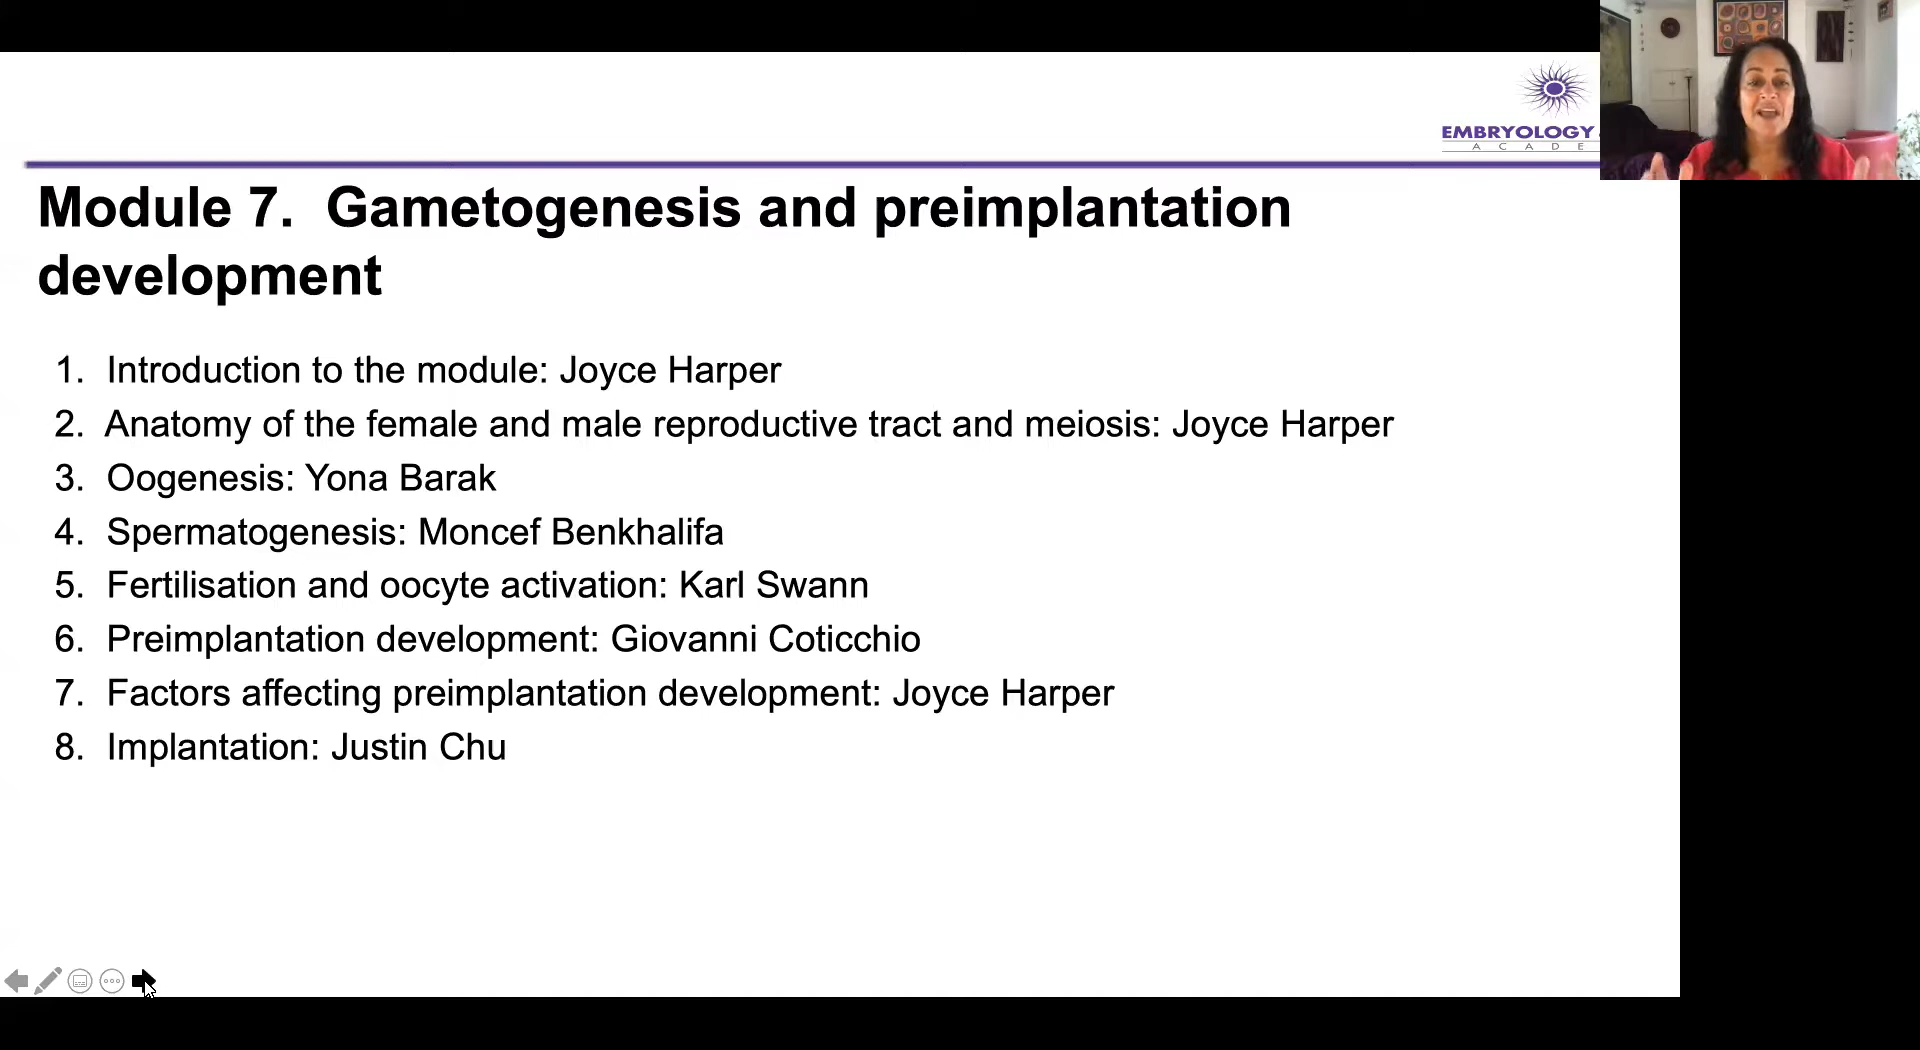 EMBRYOLOGY
A C A D E
Module 7. Gametogenesis and preimplantation
development
1. Introduction to the module: Joyce Harper
2. Anatomy of the female and male reproductive tract and meiosis: Joyce Harper
3. Oogenesis: Yona Barak
4. Spermatogenesis: Moncef Benkhalifa
5. Fertilisation and oocyte activation: Karl Swann
6. Preimplantation development: Giovanni Coticchio
7. Factors affecting preimplantation development: Joyce Harper
8. Implantation: Justin Chu